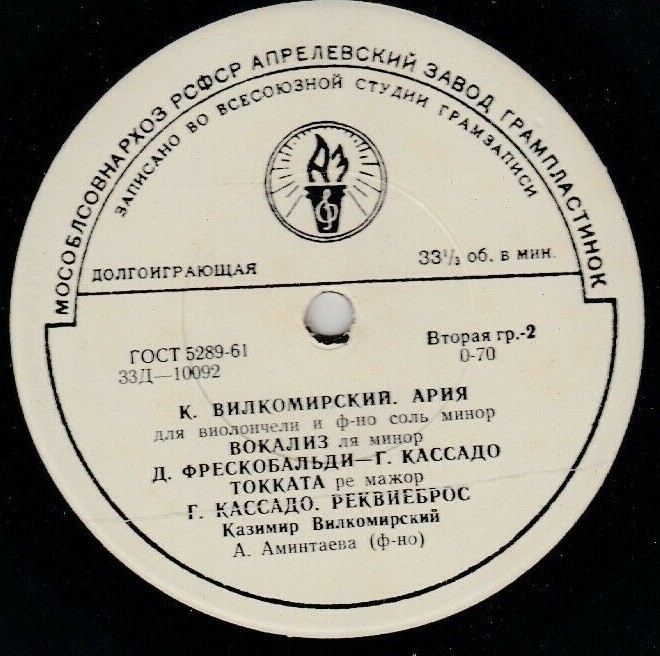 МОСОБЛСОВНАРХОЗ РСФСР АПРЕЛЕВСКИЙ ЗАВОД ГРАМПЛАСТИНОК
ЗАПИСАНО ВО ВСЕСОЮЗНОЙ СТУДИИ ГРАМЗАПИСИ
АЗ
ДОЛГОИГРАЮЩАЯ
33⅓ об. в мин.
ГОСТ 5289-61
Вторая гр.-2
33Д—10092
0-70
К. ВИЛКОМИРСКИЙ. АРИЯ
для виолончели и ф-но соль минор
ВОКАЛИЗ ля минор
Д. ФРЕСКОБАЛЬДИ—Г. КАССАДО
ТОККАТА ре мажор
Г. КАССАДО. РЕКВИЕБРОС
Казимир Вилкомирский
А. Аминтаева (ф-но)